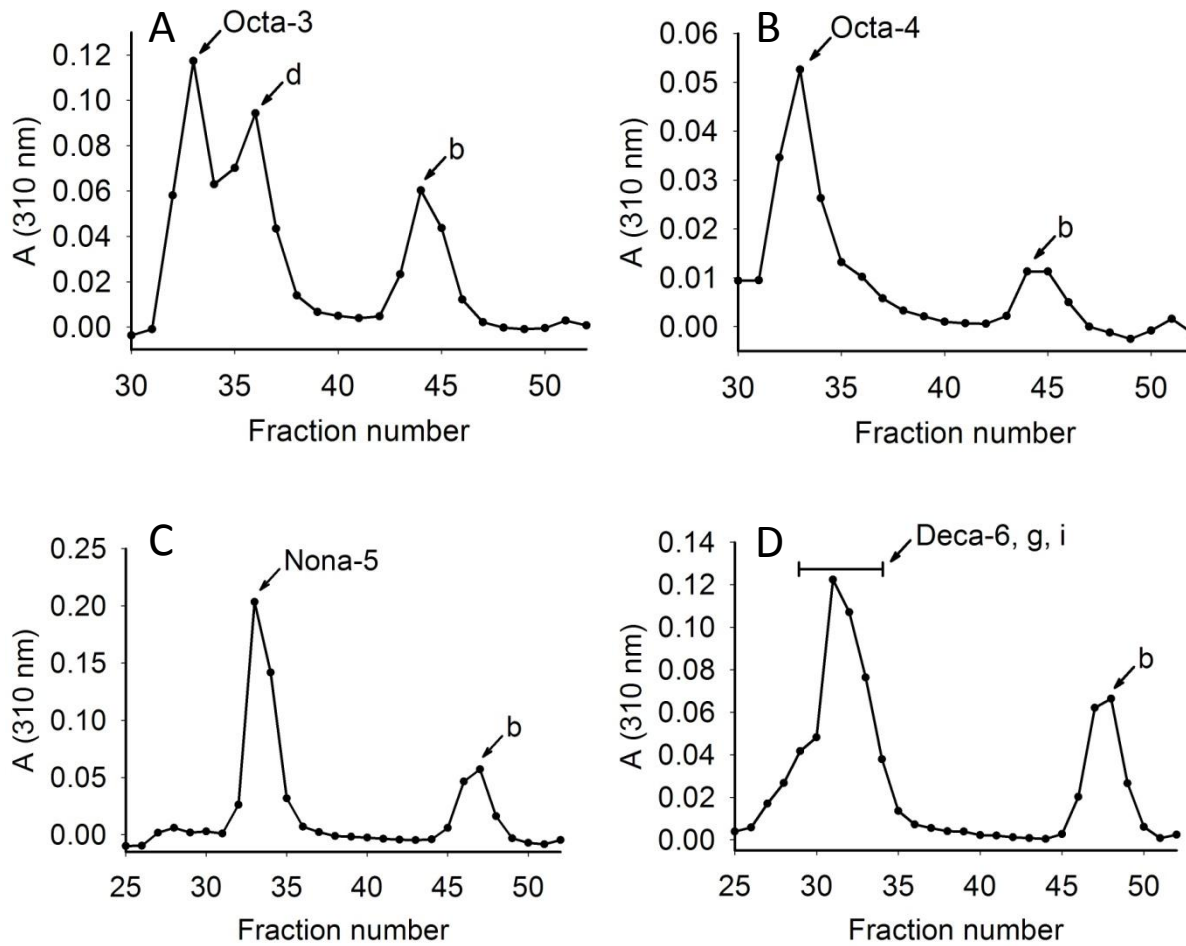 A
Octa-3
d
b
A (310 nm)
0.12
0.10
0.08
0.06
0.04
0.02
0.00
30 35 40 45 50
Fraction number
B
Octa-4
b
A (310 nm)
0.06
0.05
0.04
0.03
0.02
0.01
0.00
30 35 40 45 50
Fraction number
C
Nona-5
b
A (310 nm)
0.25
0.20
0.15
0.10
0.05
0.00
25 30 35 40 45 50
Fraction number
D
Deca-6, g, i
b
A (310 nm)
0.14
0.12
0.10
0.08
0.06
0.04
0.02
0.00
25 30 35 40 45 50
Fraction number